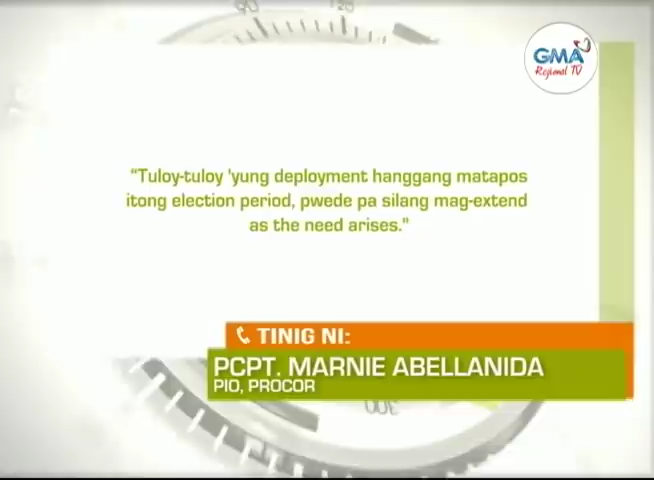 GMA
Regional TV
"Tuloy-tuloy 'yung deployment hanggang matapos
itong election period, pwede pa silang mag-extend
as the need arises."
TINIG NI:
PCPT. MARNIE ABELLANIDA
PIO, PROCOR
300